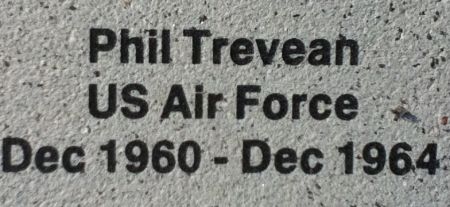 Phil Trevean
US Air Force
Dec 1960 - Dec 1964